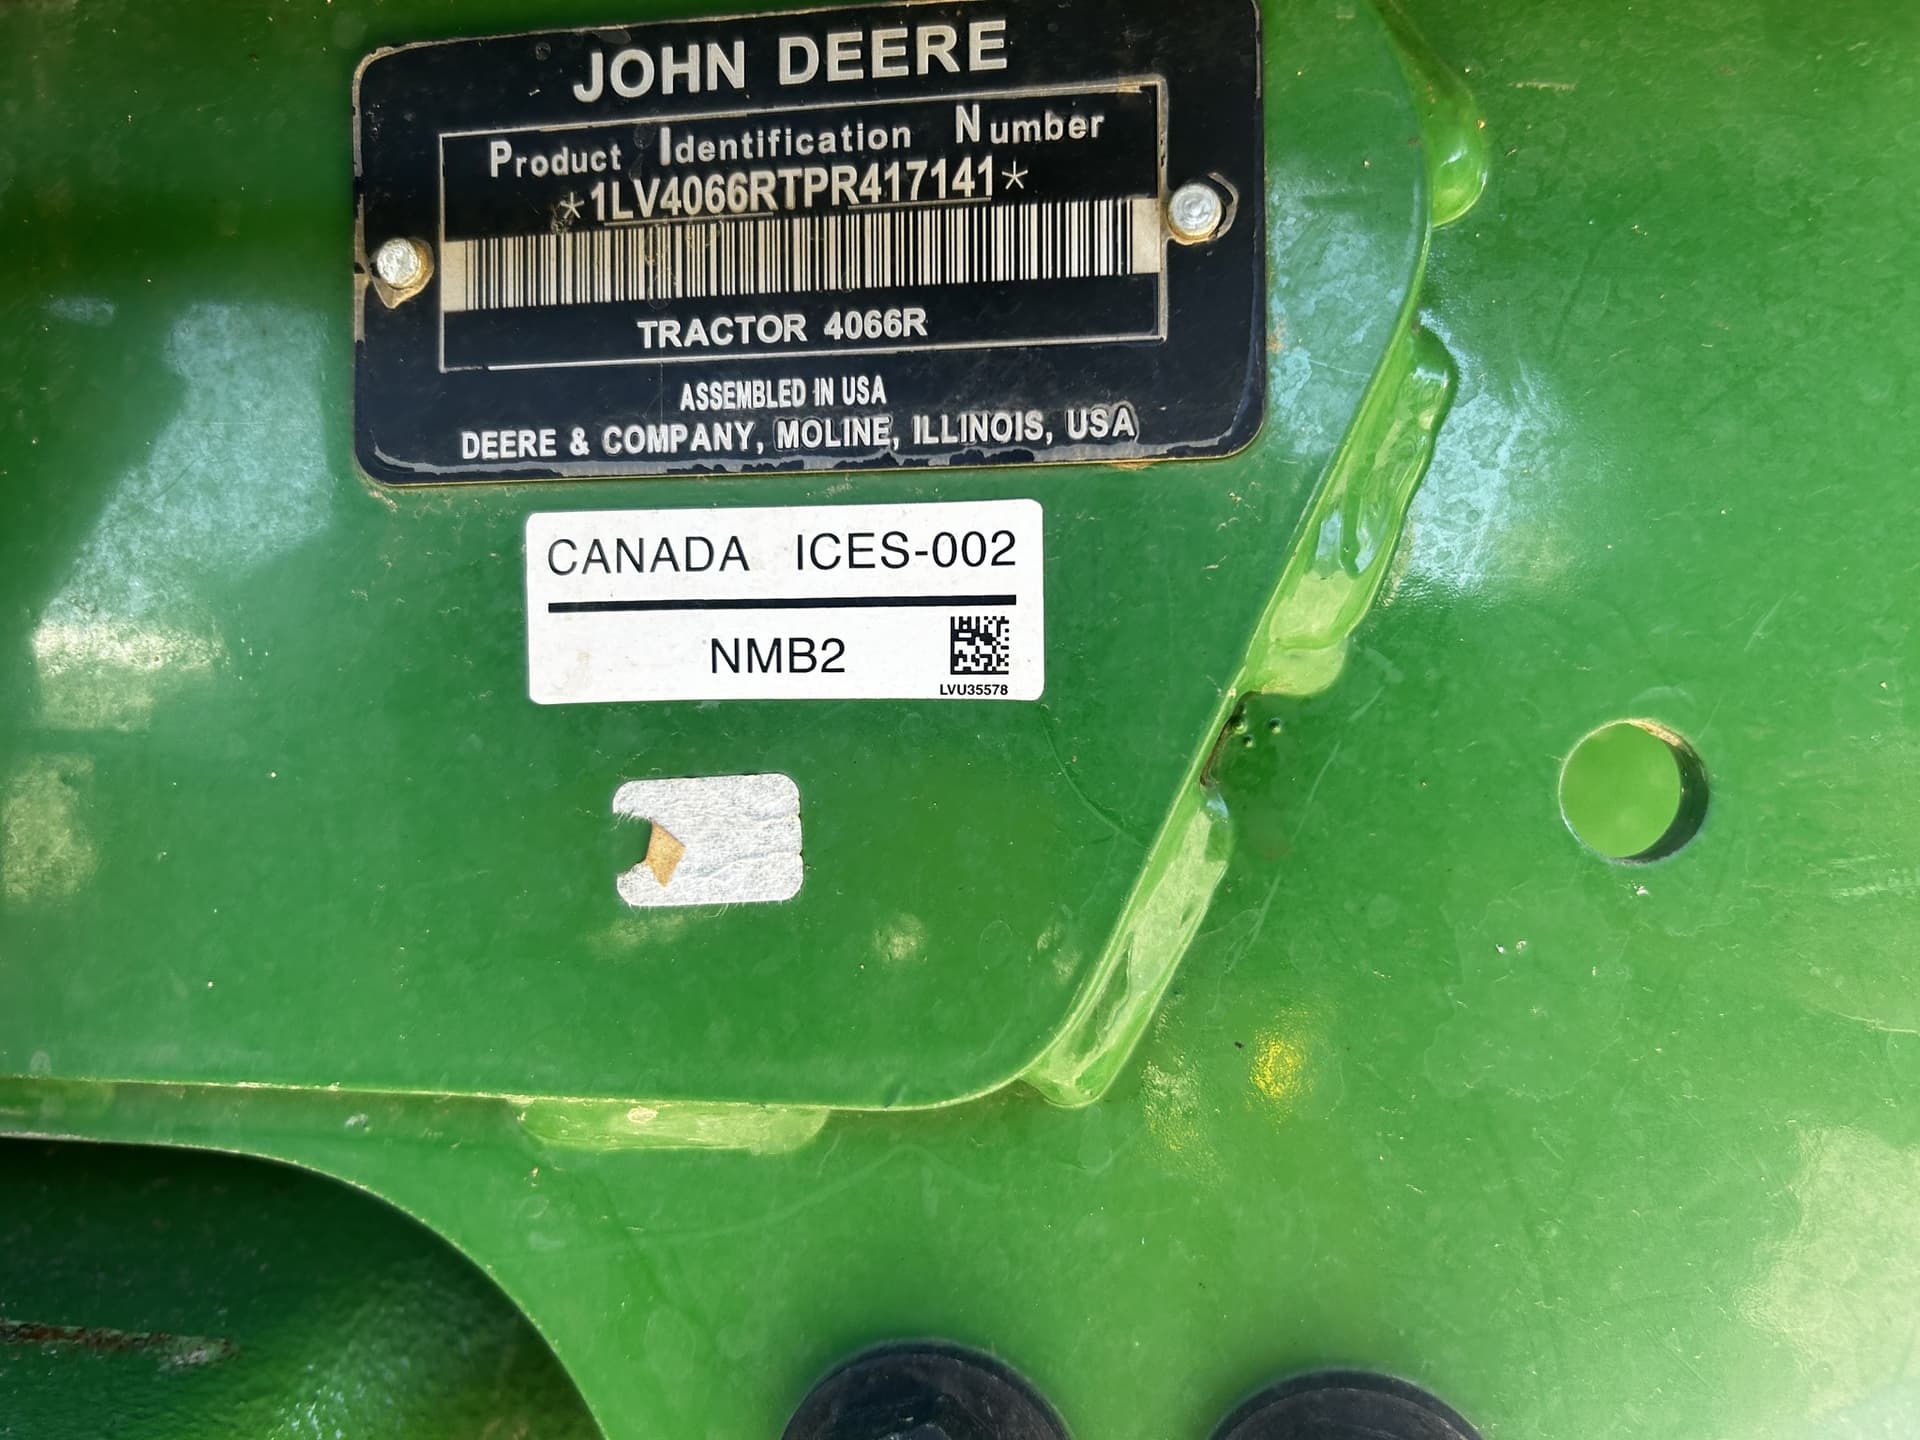 JOHN DEERE
Product Identification Number
*1LV4066RTPR417141*
TRACTOR 4066R
ASSEMBLED IN USA
DEERE & COMPANY, MOLINE, ILLINOIS, USA
CANADA ICES-002
NMB2
LVU35578